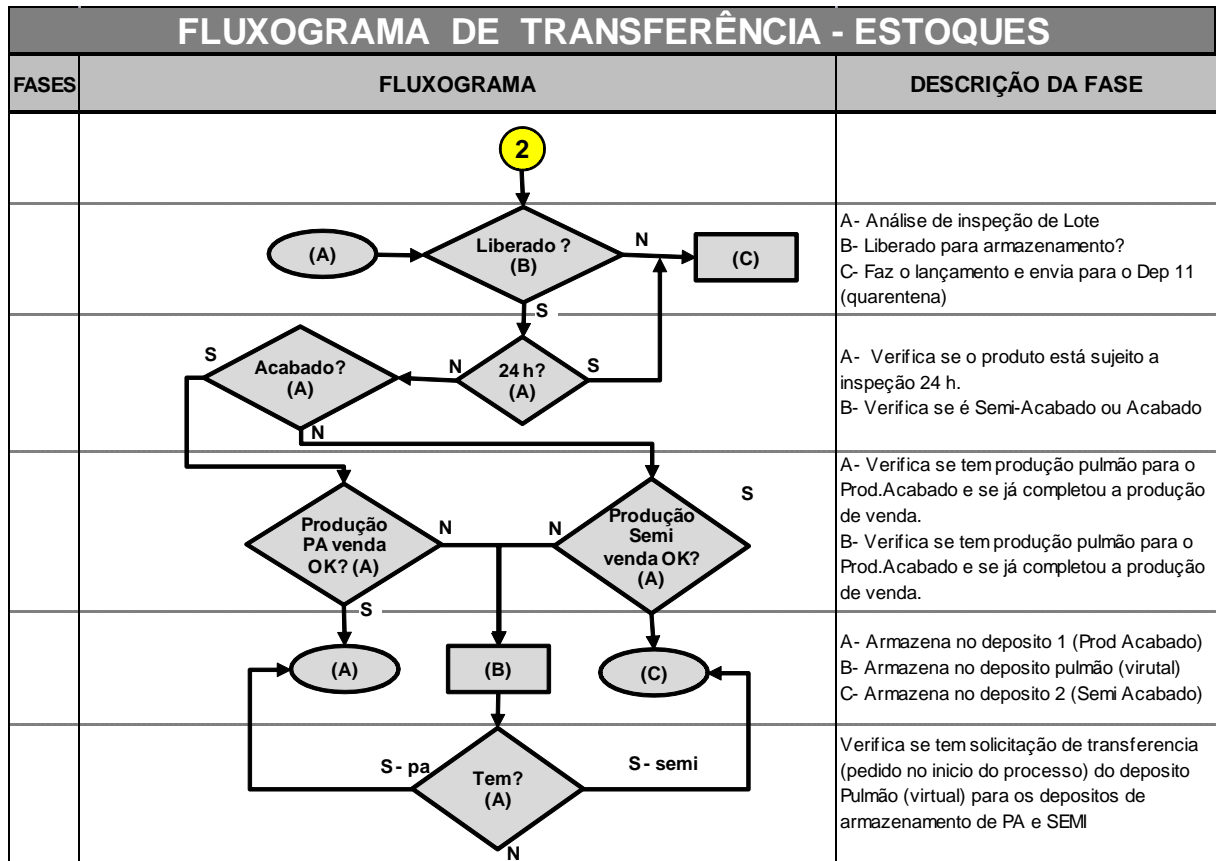 FLUXOGRAMA DE TRANSFERÊNCIA - ESTOQUES
FASES
FLUXOGRAMA
DESCRIÇÃO DA FASE
2
(A)
Liberado ?
(B)
N
(C)
S
A- Análise de inspeção de Lote
B- Liberado para armazenamento?
C- Faz o lançamento e envia para o Dep 11
(quarentena)
S
Acabado?
(A)
N
24 h?
(A)
S
N
A- Verifica se o produto está sujeito a
inspeção 24 h.
B- Verifica se é Semi-Acabado ou Acabado
Produção
PA venda
OK? (A)
N
N
Produção
Semi
venda OK?
(A)
S
S
A- Verifica se tem produção pulmão para o
Prod.Acabado e se já completou a produção
de venda.
B- Verifica se tem produção pulmão para o
Prod.Acabado e se já completou a produção
de venda.
(A)
(B)
(C)
A- Armazena no deposito 1 (Prod Acabado)
B- Armazena no deposito pulmão (virutal)
C- Armazena no deposito 2 (Semi Acabado)
S - pa
Tem?
(A)
S - semi
N
Verifica se tem solicitação de transferencia
(pedido no inicio do processo) do deposito
Pulmão (virtual) para os depositos de
armazenamento de PA e SEMI